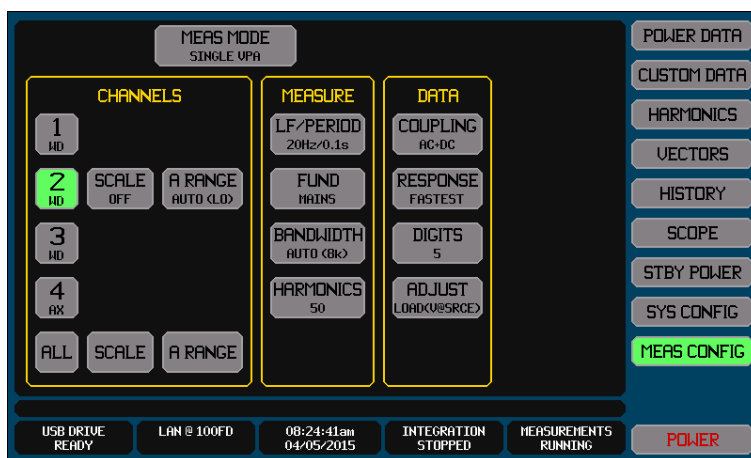 MEAS MODE
SINGLE VPA
CHANNELS
1
WD
2
WD
SCALE
OFF
A RANGE
AUTO (LO)
3
WD
4
AX
ALL
SCALE
A RANGE
MEASURE
LF/PERIOD
20Hz/0.1s
FUND
MAINS
BANDWIDTH
AUTO (8k)
HARMONICS
50
DATA
COUPLING
AC+DC
RESPONSE
FASTEST
DIGITS
5
ADJUST
LOAD(V@SRCE)
POWER DATA
CUSTOM DATA
HARMONICS
VECTORS
HISTORY
SCOPE
STBY POWER
SYS CONFIG
MEAS CONFIG
USB DRIVE
READY
LAN @ 100FD
08:24:41am
04/05/2015
INTEGRATION
STOPPED
MEASUREMENTS
RUNNING
POWER